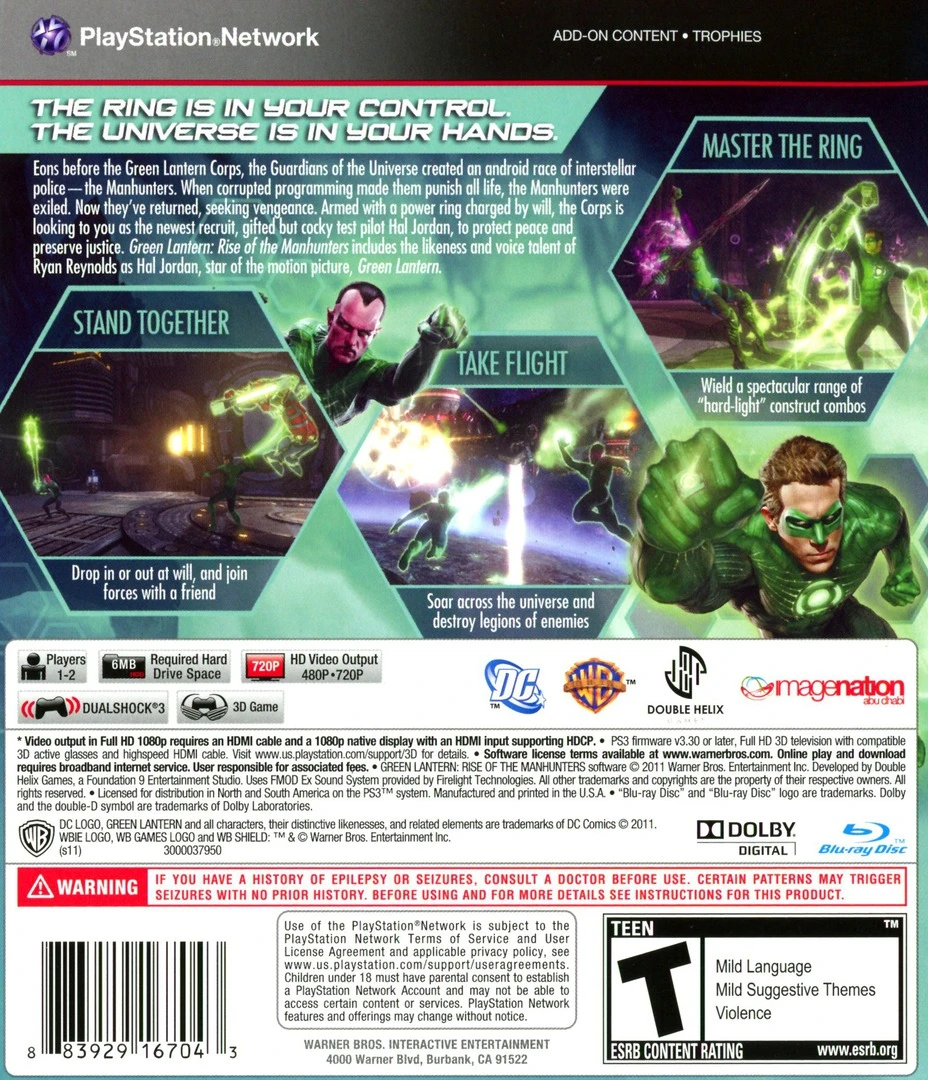 PlayStation®Network
SM
ADD-ON CONTENT • TROPHIES
THE RING IS IN YOUR CONTROL.
THE UNIVERSE IS IN YOUR HANDS.
Eons before the Green Lantern Corps, the Guardians of the Universe created an android race of interstellar
police — the Manhunters. When corrupted programming made them punish all life, the Manhunters were
exiled. Now they've returned, seeking vengeance. Armed with a power ring charged by will, the Corps is
looking to you as the newest recruit, gifted but cocky test pilot Hal Jordan, to protect peace and
preserve justice. Green Lantern: Rise of the Manhunters includes the likeness and voice talent of
Ryan Reynolds as Hal Jordan, star of the motion picture, Green Lantern.
MASTER THE RING
Wield a spectacular range of
"hard-light" construct combos
STAND TOGETHER
Drop in or out at will, and join
forces with a friend
TAKE FLIGHT
Soar across the universe and
destroy legions of enemies
Players
1-2
6MB
HDD
Required Hard
Drive Space
720P
HD Video Output
480P•720P
DUALSHOCK®3
3D Game
DC
TM
WB
TM
DOUBLE HELIX
GAMES
imagenation
abu dhabi
* Video output in Full HD 1080p requires an HDMI cable and a 1080p native display with an HDMI input supporting HDCP. • PS3 firmware v3.30 or later, Full HD 3D television with compatible
3D active glasses and highspeed HDMI cable. Visit www.us.playstation.com/support/3D for details. • Software license terms available at www.warnerbros.com. Online play and download
requires broadband internet service. User responsible for associated fees. • GREEN LANTERN: RISE OF THE MANHUNTERS software © 2011 Warner Bros. Entertainment Inc. Developed by Double
Helix Games, a Foundation 9 Entertainment Studio. Uses FMOD Ex Sound System provided by Firelight Technologies. All other trademarks and copyrights are the property of their respective owners. All
rights reserved. • Licensed for distribution in North and South America on the PS3™ system. Manufactured and printed in the U.S.A. • "Blu-ray Disc" and "Blu-ray Disc" logo are trademarks. Dolby
and the double-D symbol are trademarks of Dolby Laboratories.
WB
DC LOGO, GREEN LANTERN and all characters, their distinctive likenesses, and related elements are trademarks of DC Comics © 2011.
WBIE LOGO, WB GAMES LOGO and WB SHIELD: ™ & © Warner Bros. Entertainment Inc.
(s11) 3000037950
DOLBY
DIGITAL
Blu-ray Disc
TM
WARNING
IF YOU HAVE A HISTORY OF EPILEPSY OR SEIZURES, CONSULT A DOCTOR BEFORE USE. CERTAIN PATTERNS MAY TRIGGER
SEIZURES WITH NO PRIOR HISTORY. BEFORE USING AND FOR MORE DETAILS SEE INSTRUCTIONS FOR THIS PRODUCT.
8 83929 16704 3
Use of the PlayStation®Network is subject to the
PlayStation Network Terms of Service and User
License Agreement and applicable privacy policy, see
www.us.playstation.com/support/useragreements.
Children under 18 must have parental consent to establish
a PlayStation Network Account and may not be able to
access certain content or services. PlayStation Network
features and offerings may change without notice.
WARNER BROS. INTERACTIVE ENTERTAINMENT
4000 Warner Blvd, Burbank, CA 91522
TEEN
TM
T
Mild Language
Mild Suggestive Themes
Violence
ESRB CONTENT RATING
www.esrb.org